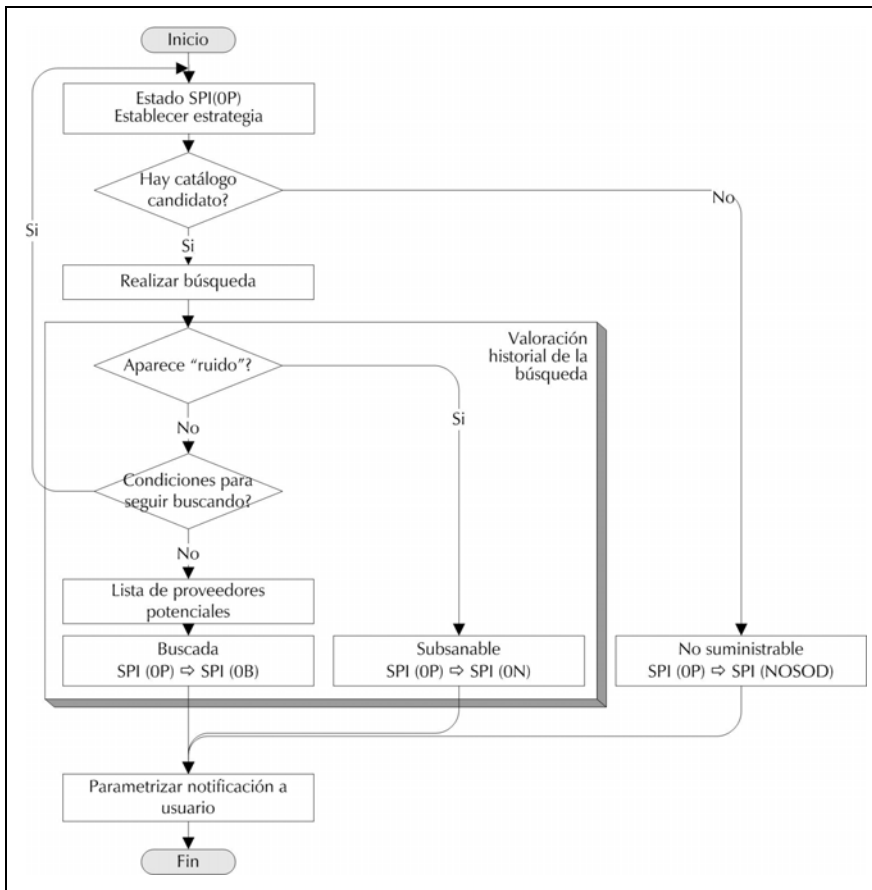 Inicio
Estado SPI(0P)
Establecer estrategia
Hay catálogo
candidato?
No
Si
Si
Realizar búsqueda
Valoración
historial de la
búsqueda
Aparece “ruido”?
Si
No
Condiciones para
seguir buscando?
No
Lista de proveedores
potenciales
Buscada
SPI (0P) ⇨ SPI (0B)
Subsanable
SPI (0P) ⇨ SPI (0N)
No suministrable
SPI (0P) ⇨ SPI (NOSOD)
Parametrizar notificación a
usuario
Fin